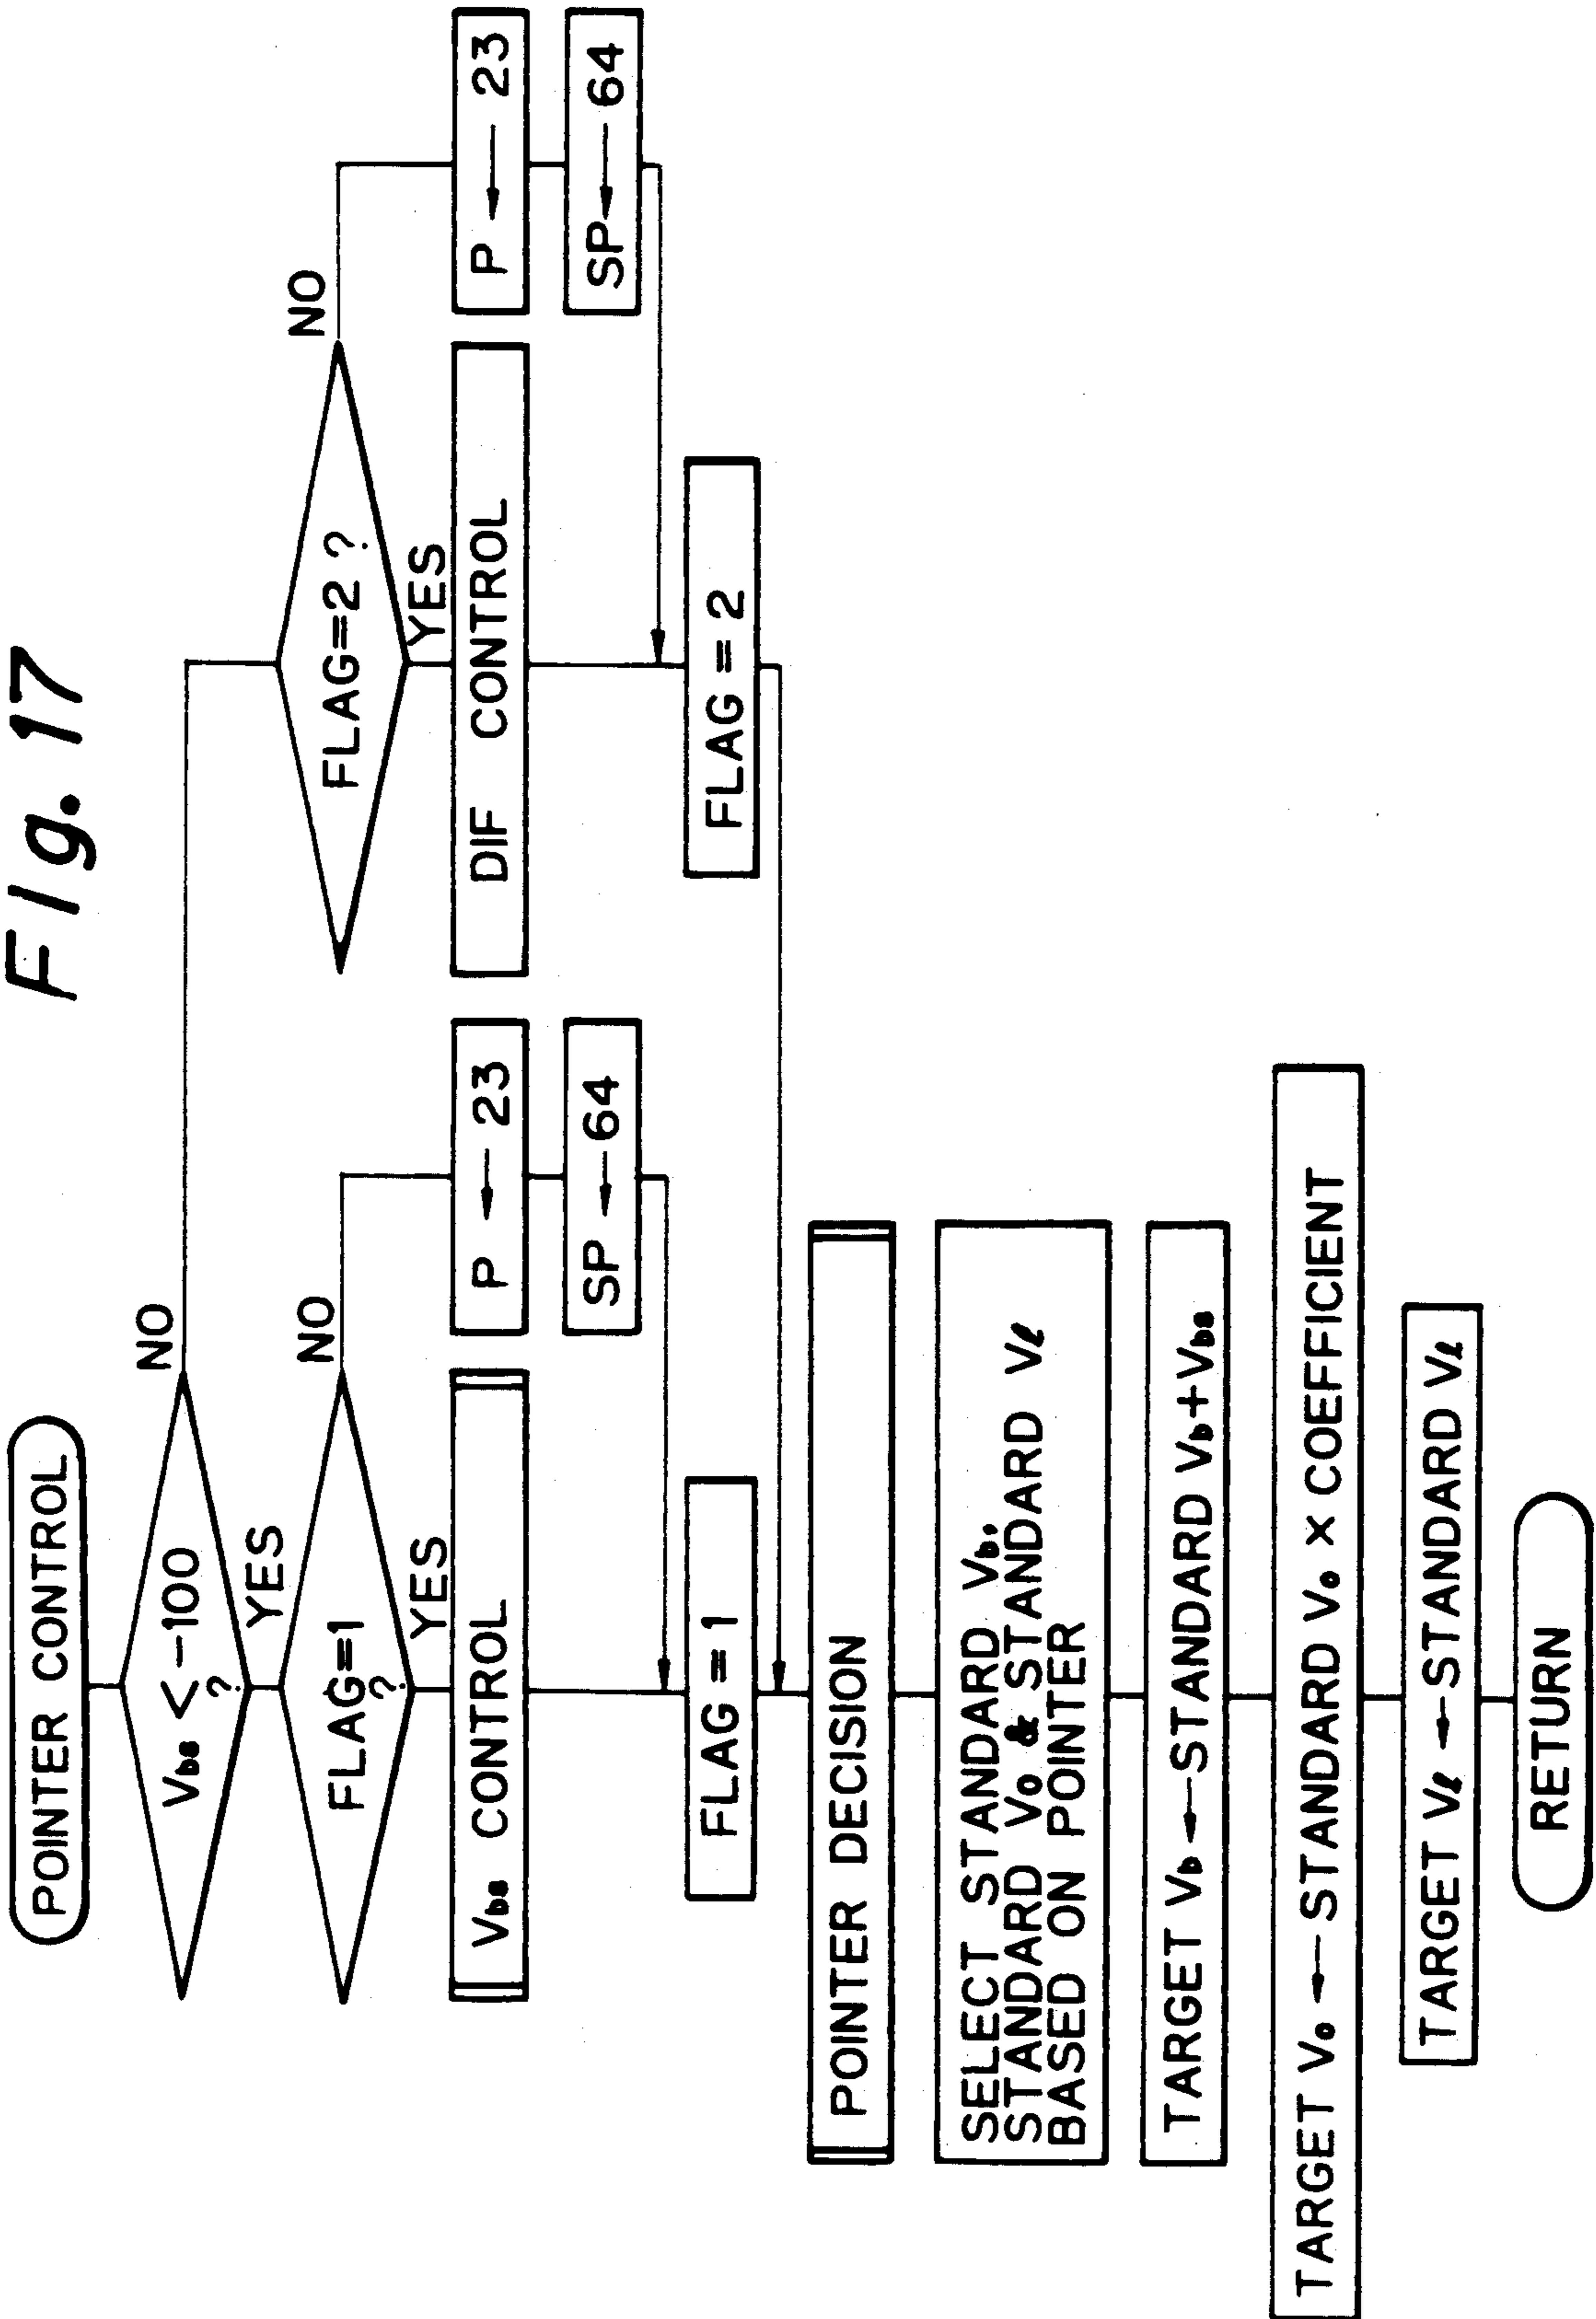 Fig. 17
POINTER CONTROL
Vbs < -100
?
NO
YES
FLAG=1
?
NO
YES
Vbs CONTROL
P ← 23
SP ← 64
FLAG = 1
FLAG=2 ?
NO
YES
DIF CONTROL
P ← 23
SP ← 64
FLAG = 2
POINTER DECISION
SELECT STANDARD Vb,
STANDARD Vo & STANDARD Vℓ
BASED ON POINTER
TARGET Vb ← STANDARD Vb+Vbs
TARGET Vo ← STANDARD Vo × COEFFICIENT
TARGET Vℓ ← STANDARD Vℓ
RETURN